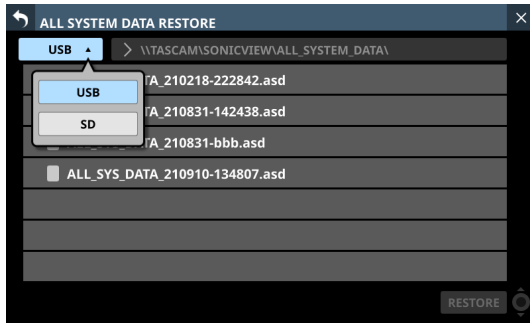 ALL SYSTEM DATA RESTORE
USB
\\TASCAM\SONICVIEW\ALL_SYSTEM_DATA\
USB
SD
TA_210218-222842.asd
TA_210831-142438.asd
DATA_210831-bbb.asd
ALL_SYS_DATA_210910-134807.asd
RESTORE